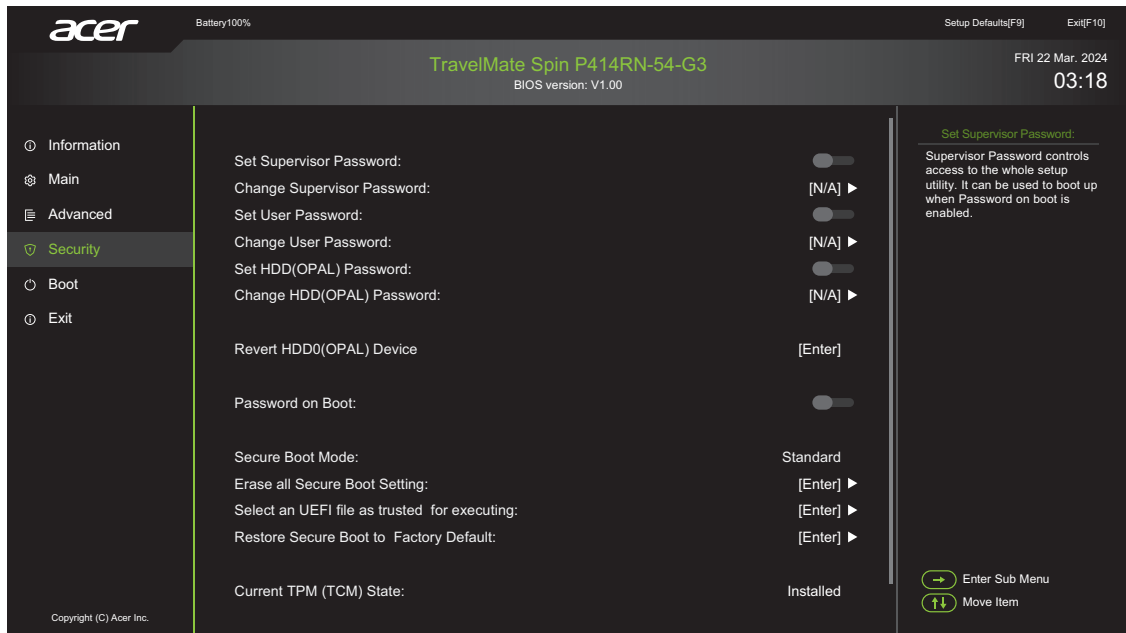 acer
Battery100%
Setup Defaults[F9] Exit[F10]
TravelMate Spin P414RN-54-G3
BIOS version: V1.00
FRI 22 Mar. 2024
03:18
Information
Main
Advanced
Security
Boot
Exit
Set Supervisor Password:
Change Supervisor Password: [N/A]
Set User Password:
Change User Password: [N/A]
Set HDD(OPAL) Password:
Change HDD(OPAL) Password: [N/A]
Revert HDD0(OPAL) Device [Enter]
Password on Boot:
Secure Boot Mode: Standard
Erase all Secure Boot Setting: [Enter]
Select an UEFI file as trusted for executing: [Enter]
Restore Secure Boot to Factory Default: [Enter]
Current TPM (TCM) State: Installed
Set Supervisor Password:
Supervisor Password controls
access to the whole setup
utility. It can be used to boot up
when Password on boot is
enabled.
Enter Sub Menu
Move Item
Copyright (C) Acer Inc.